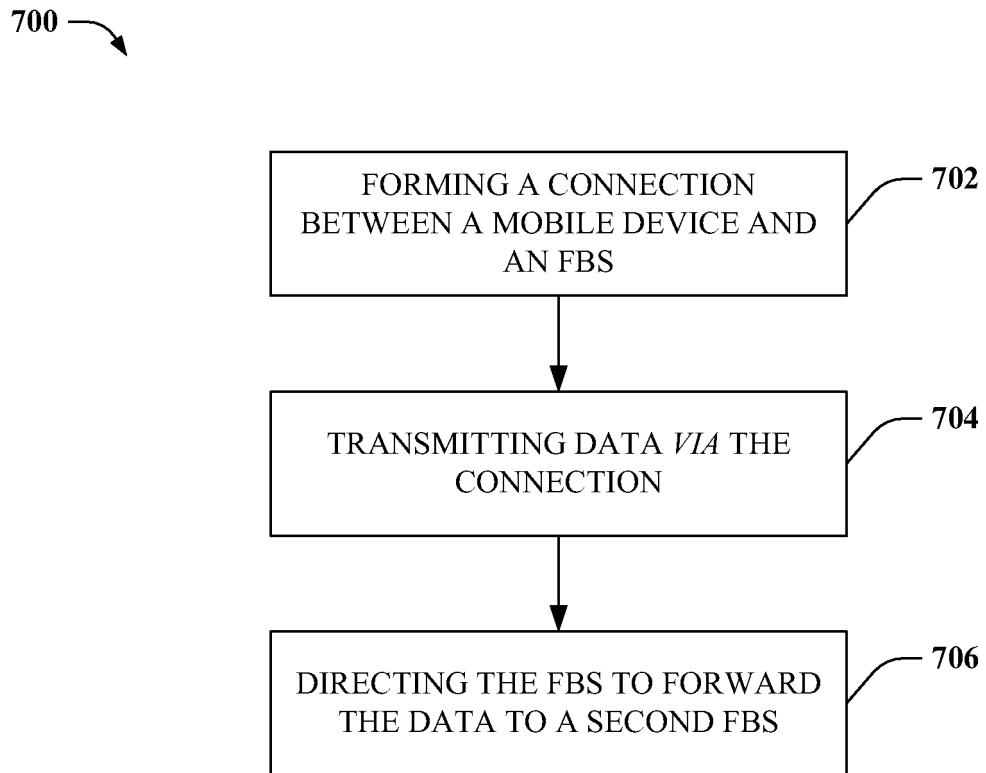 700
FORMING A CONNECTION
BETWEEN A MOBILE DEVICE AND
AN FBS
702
TRANSMITTING DATA VIA THE
CONNECTION
704
DIRECTING THE FBS TO FORWARD
THE DATA TO A SECOND FBS
706